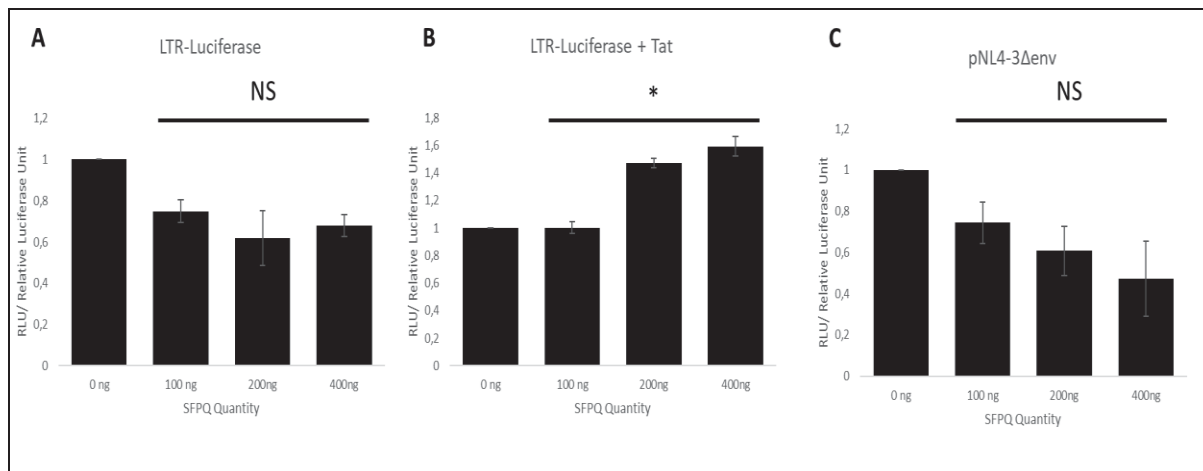 A
LTR-Luciferase
NS
RLU/ Relative Luciferase Unit
1,2
1
0,8
0,6
0,4
0,2
0
0 ng
100 ng
200ng
400ng
SFPQ Quantity
B
LTR-Luciferase + Tat
*
RLU/ Relative Luciferase Unit
1,8
1,6
1,4
1,2
1
0,8
0,6
0,4
0,2
0
0 ng
100 ng
200ng
400ng
SFPQ Quantity
C
pNL4-3Δenv
NS
RLU/ Relative Luciferase Unit
1,2
1
0,8
0,6
0,4
0,2
0
0 ng
100 ng
200ng
400ng
SFPQ Quantity